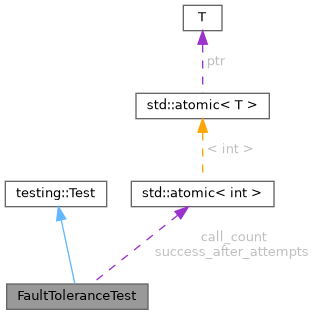 T
ptr
std::atomic< T >
< int >
testing::Test
std::atomic< int >
call_count
success_after_attempts
FaultToleranceTest